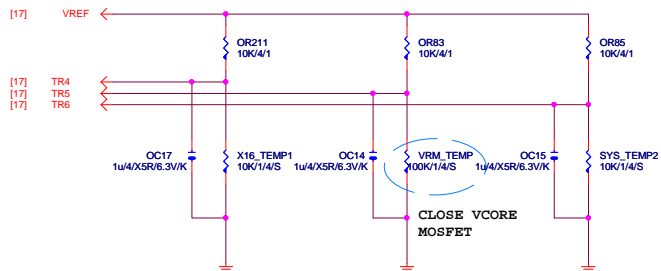 [17] VREF
OR211
10K/4/1
OR83
10K/4/1
OR85
10K/4/1
[17] TR4
[17] TR5
[17] TR6
OC17
1u/4/X5R/6.3V/K
X16_TEMP1
10K/1/4/S
OC14
1u/4/X5R/6.3V/K
VRM_TEMP
100K/1/4/S
OC15
1u/4/X5R/6.3V/K
SYS_TEMP2
10K/1/4/S
CLOSE VCORE
MOSFET